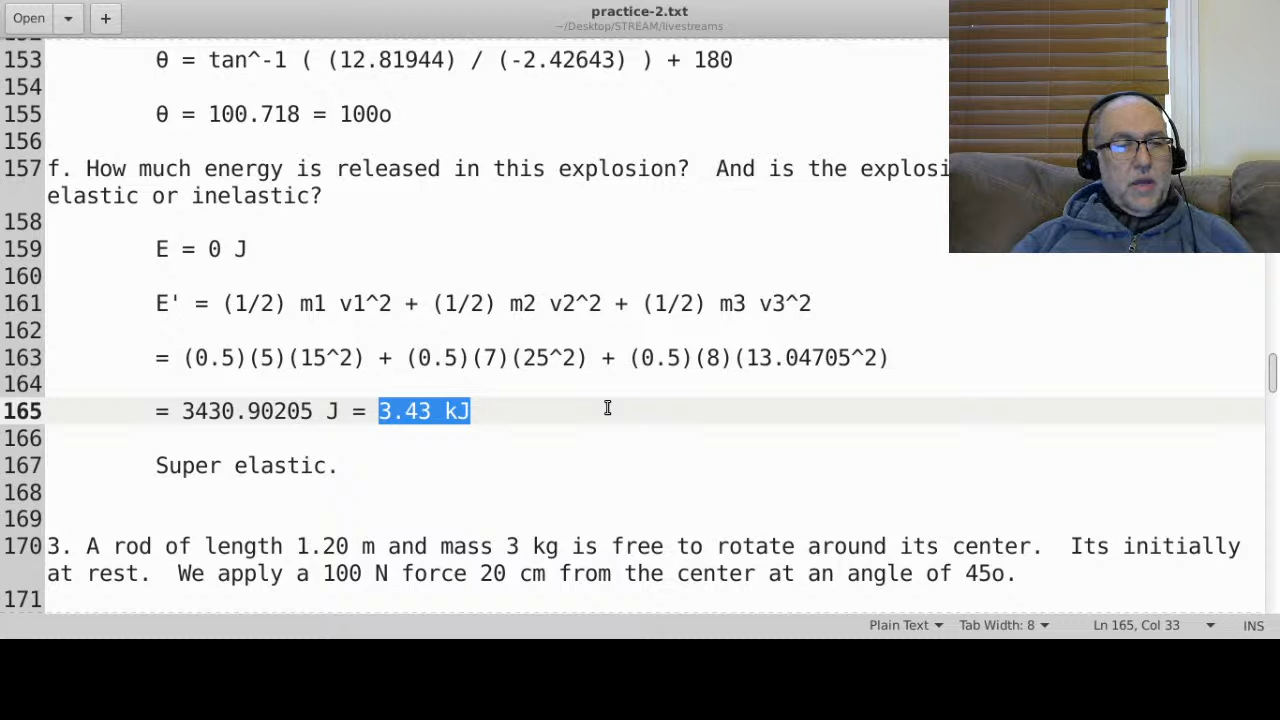 Open
practice-2.txt
~/Desktop/STREAM/livestreams
153 θ = tan^-1 ( (12.81944) / (-2.42643) ) + 180
154
155 θ = 100.718 = 100o
156
157 f. How much energy is released in this explosion? And is the explosi
elastic or inelastic?
158
159 E = 0 J
160
161 E' = (1/2) m1 v1^2 + (1/2) m2 v2^2 + (1/2) m3 v3^2
162
163 = (0.5)(5)(15^2) + (0.5)(7)(25^2) + (0.5)(8)(13.04705^2)
164
165 = 3430.90205 J = 3.43 kJ
166
167 Super elastic.
168
169
170 3. A rod of length 1.20 m and mass 3 kg is free to rotate around its center. Its initially
at rest. We apply a 100 N force 20 cm from the center at an angle of 45o.
171
Plain Text Tab Width: 8 Ln 165, Col 33 INS